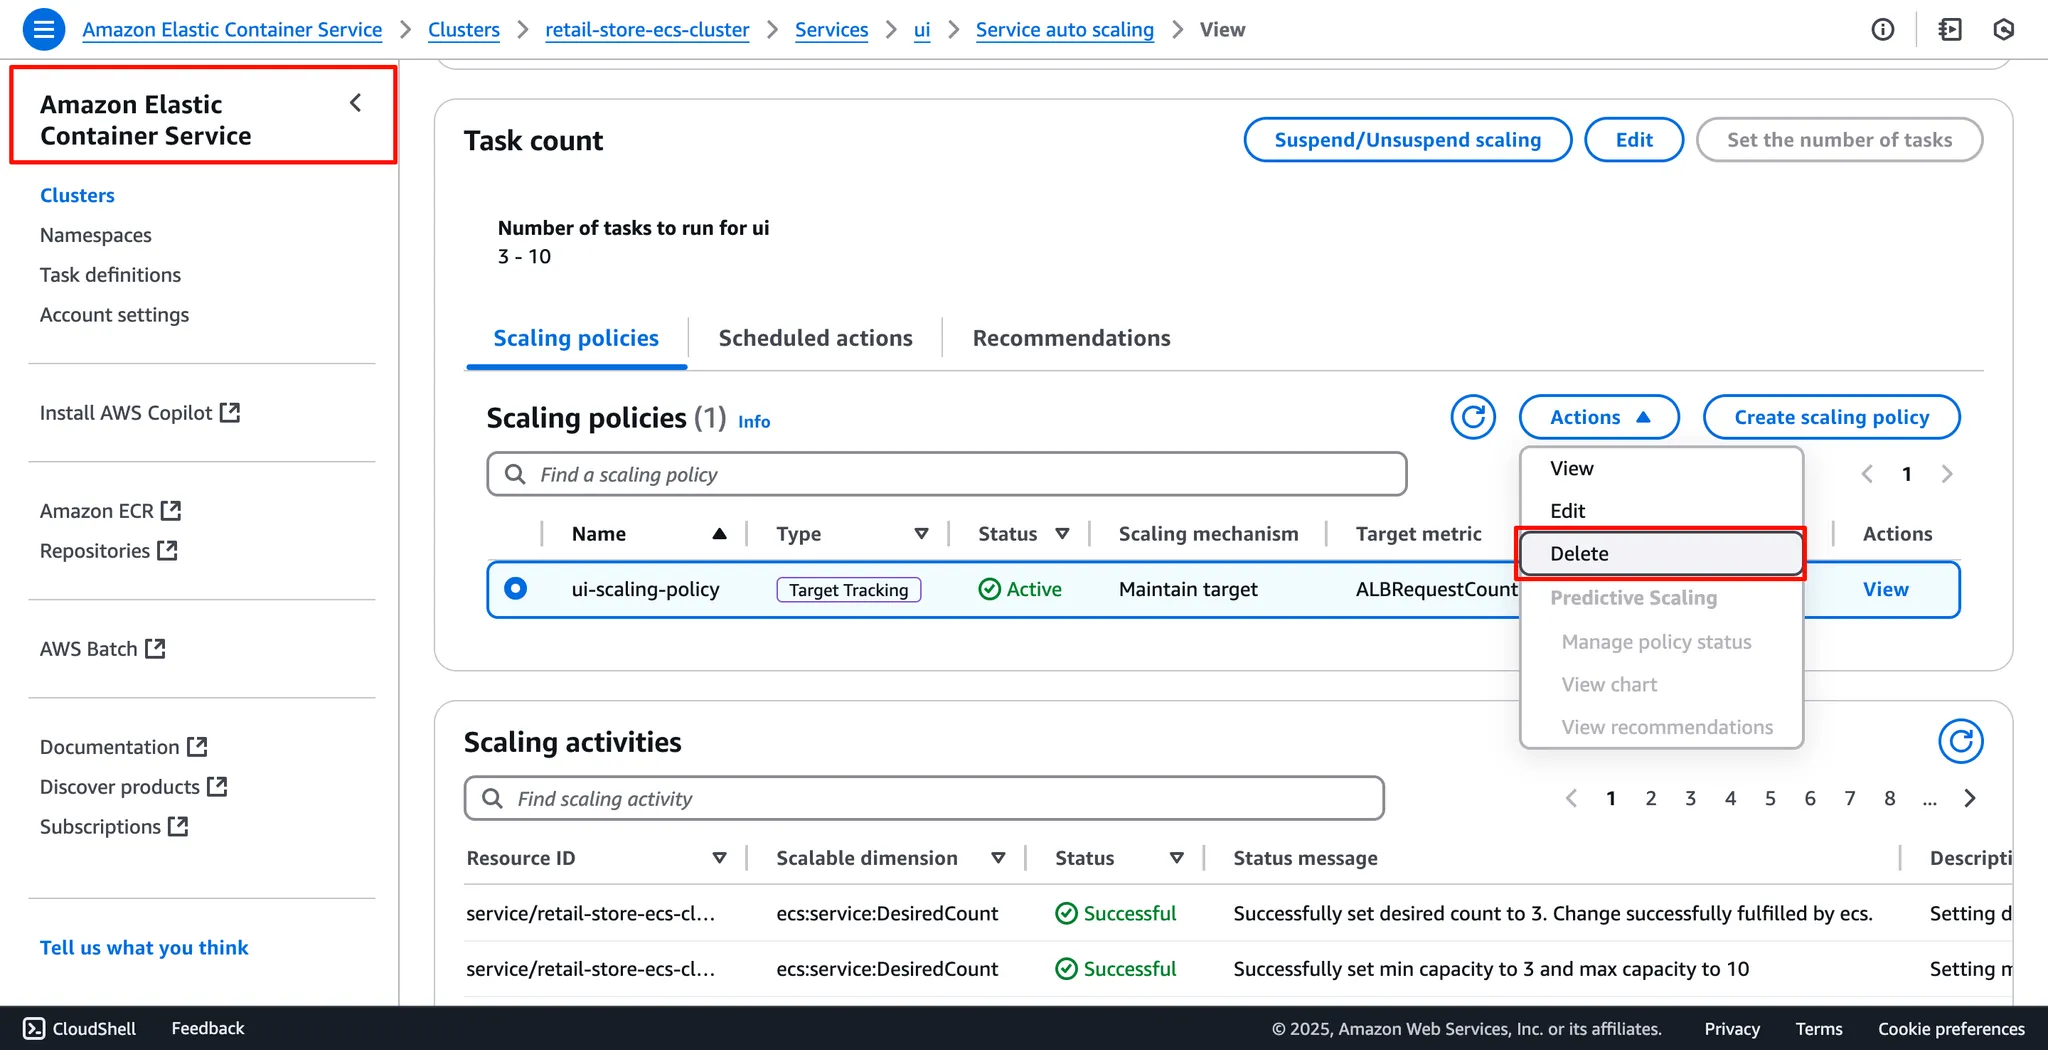 Amazon Elastic Container Service > Clusters > retail-store-ecs-cluster > Services > ui > Service auto scaling > View
Amazon Elastic
Container Service
Clusters
Namespaces
Task definitions
Account settings
Install AWS Copilot
Amazon ECR
Repositories
AWS Batch
Documentation
Discover products
Subscriptions
Tell us what you think
Task count
Suspend/Unsuspend scaling
Edit
Set the number of tasks
Number of tasks to run for ui
3 - 10
Scaling policies
Scheduled actions
Recommendations
Scaling policies (1) Info
Actions
Create scaling policy
Find a scaling policy
1
View
Edit
Delete
Predictive Scaling
Manage policy status
View chart
View recommendations
Name Type Status Scaling mechanism Target metric Actions
ui-scaling-policy Target Tracking Active Maintain target ALBRequestCount View
Scaling activities
Find scaling activity
1 2 3 4 5 6 7 8 ...
Resource ID Scalable dimension Status Status message Descripti
service/retail-store-ecs-cl... ecs:service:DesiredCount Successful Successfully set desired count to 3. Change successfully fulfilled by ecs. Setting d
service/retail-store-ecs-cl... ecs:service:DesiredCount Successful Successfully set min capacity to 3 and max capacity to 10 Setting m
CloudShell Feedback © 2025, Amazon Web Services, Inc. or its affiliates. Privacy Terms Cookie preferences